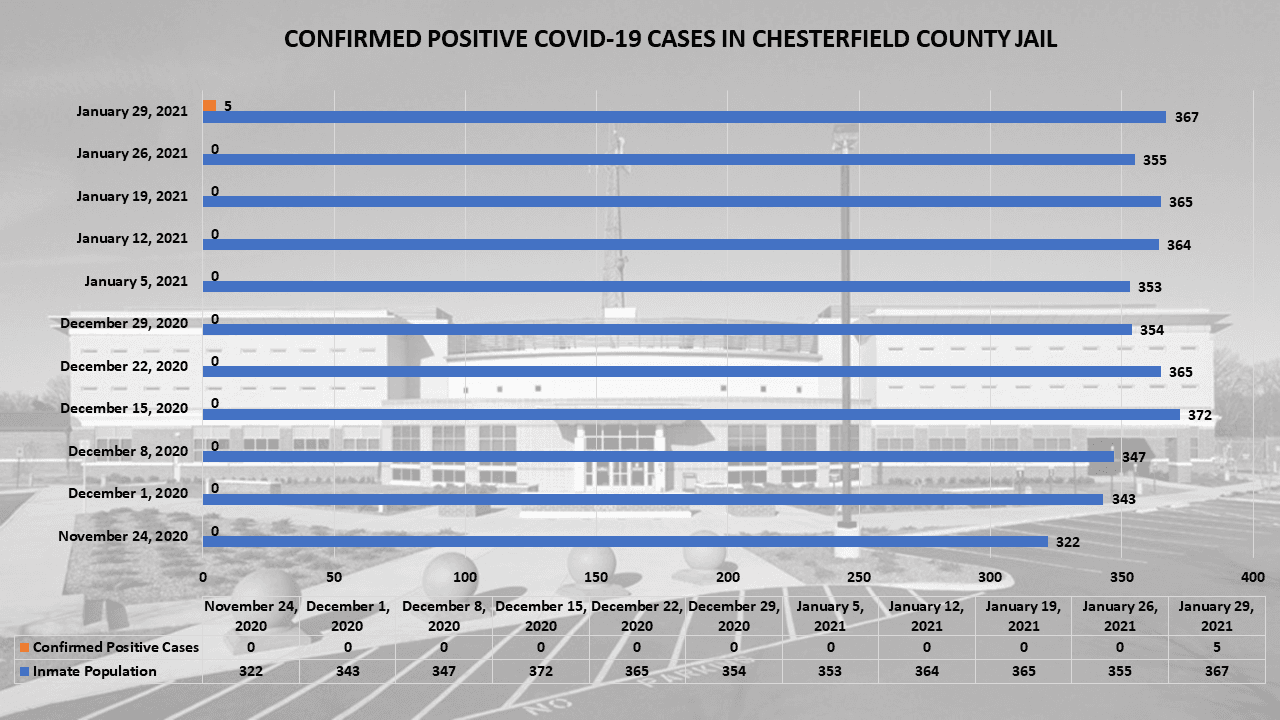 CONFIRMED POSITIVE COVID-19 CASES IN CHESTERFIELD COUNTY JAIL
January 29, 2021 5 367
January 26, 2021 0 355
January 19, 2021 0 365
January 12, 2021 0 364
January 5, 2021 0 353
December 29, 2020 0 354
December 22, 2020 0 365
December 15, 2020 0 372
December 8, 2020 0 347
December 1, 2020 0 343
November 24, 2020 0 322
0 50 100 150 200 250 300 350 400
November 24, December 1, December 8, December 15, December 22, December 29, January 5, January 12, January 19, January 26, January 29,
2020 2020 2020 2020 2020 2020 2021 2021 2021 2021 2021
Confirmed Positive Cases 0 0 0 0 0 0 0 0 0 0 5
Inmate Population 322 343 347 372 365 354 353 364 365 355 367
NO PARKING